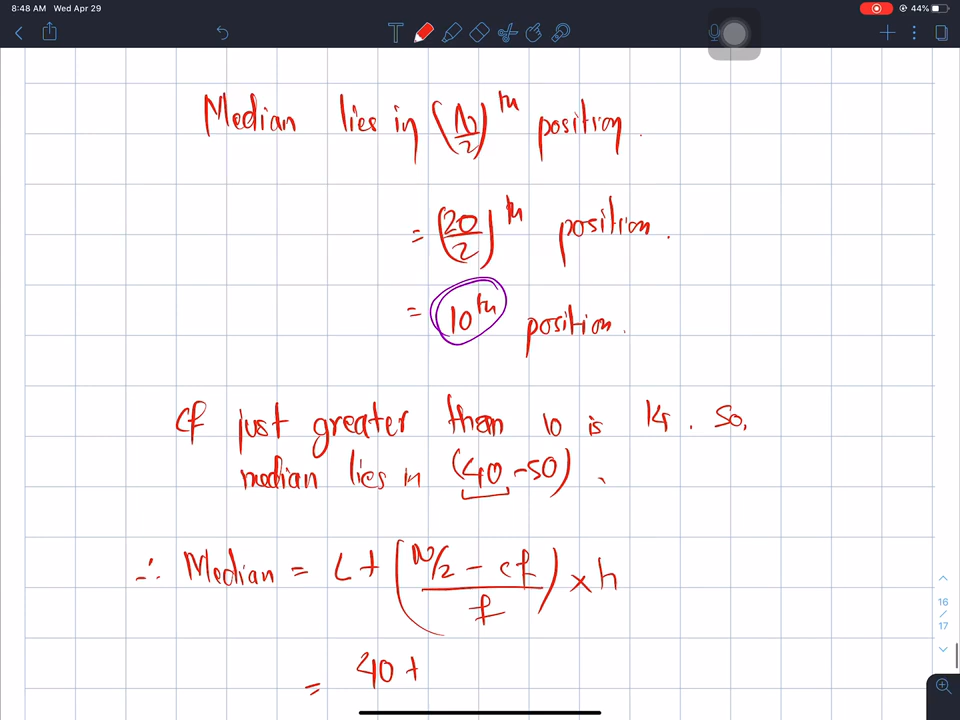 8:48 AM Wed Apr 29
44%
Median lies in (N/2)th position.
= (20/2)th position.
= 10th position.
cf just greater than 10 is 15. So,
median lies in (40-50).
∴ Median = L + ((N/2 - cf)/f) × h
= 40 +
16
/
17